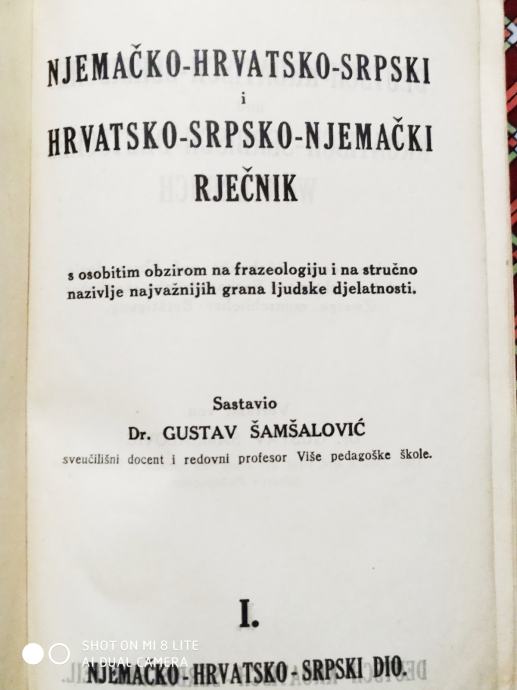 NJEMAČKO-HRVATSKO-SRPSKI
i
HRVATSKO-SRPSKO-NJEMAČKI
RJEČNIK
s osobitim obzirom na frazeologiju i na stručno
nazivlje najvažnijih grana ljudske djelatnosti.
Sastavio
Dr. GUSTAV ŠAMŠALOVIĆ
sveučilišni docent i redovni profesor Više pedagoške škole.
I.
NJEMAČKO-HRVATSKO-SRPSKI DIO.
SHOT ON MI 8 LITE
AI DUAL CAMERA